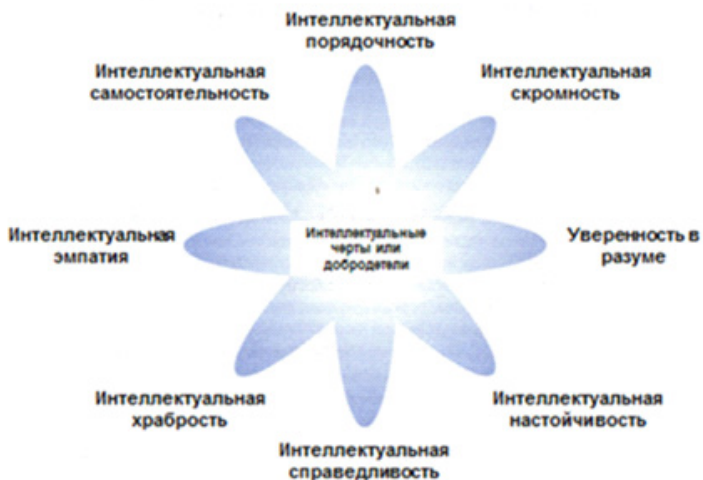 Интеллектуальная
порядочность
Интеллектуальная
самостоятельность
Интеллектуальная
скромность
Интеллектуальная
эмпатия
Интеллектуальные
черты или
добродетели
Уверенность в
разуме
Интеллектуальная
храбрость
Интеллектуальная
настойчивость
Интеллектуальная
справедливость